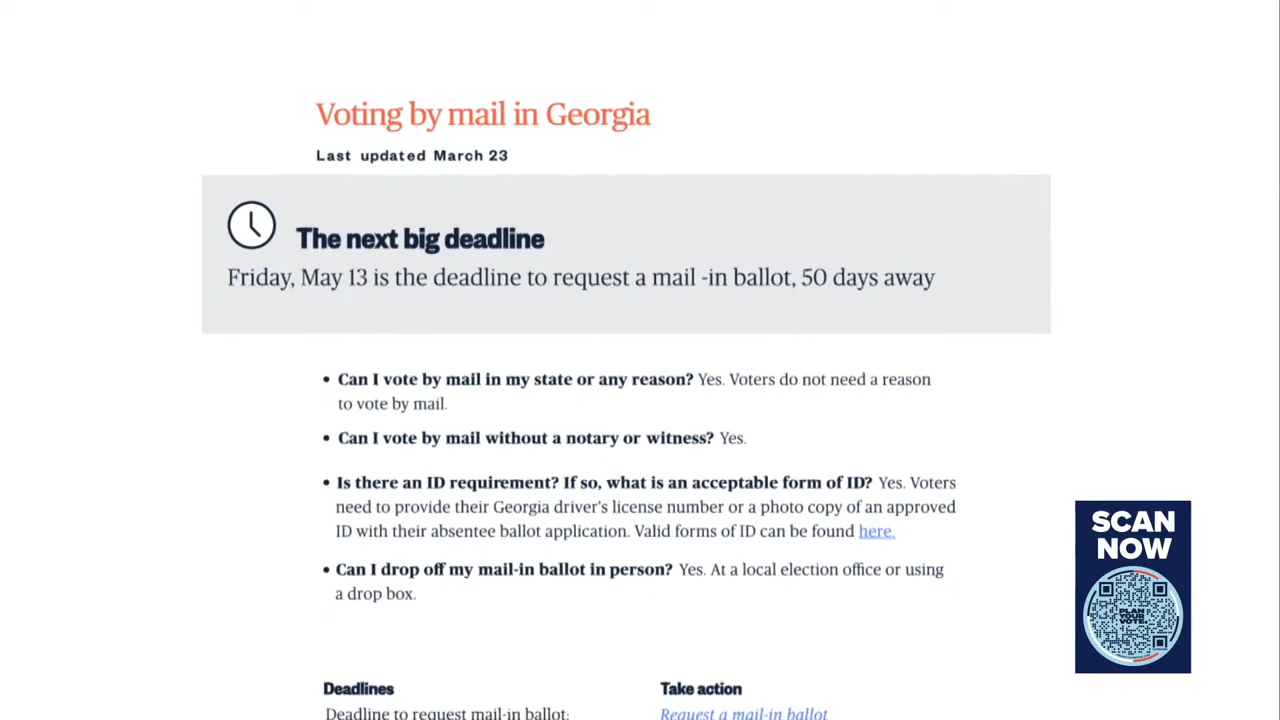 Voting by mail in Georgia
Last updated March 23
The next big deadline
Friday, May 13 is the deadline to request a mail -in ballot, 50 days away
• Can I vote by mail in my state or any reason? Yes. Voters do not need a reason
to vote by mail.
• Can I vote by mail without a notary or witness? Yes.
• Is there an ID requirement? If so, what is an acceptable form of ID? Yes. Voters
need to provide their Georgia driver's license number or a photo copy of an approved
ID with their absentee ballot application. Valid forms of ID can be found here.
• Can I drop off my mail-in ballot in person? Yes. At a local election office or using
a drop box.
SCAN
NOW
PLAN
YOUR
VOTE.
Deadlines
Deadline to request mail-in ballot:
Take action
Request a mail-in ballot